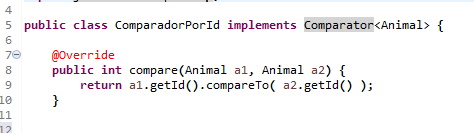 4
5 public class ComparadorPorId implements Comparator<Animal> {
6
7 @Override
8 public int compare(Animal a1, Animal a2) {
9 return a1.getId().compareTo( a2.getId() );
10 }
11
12